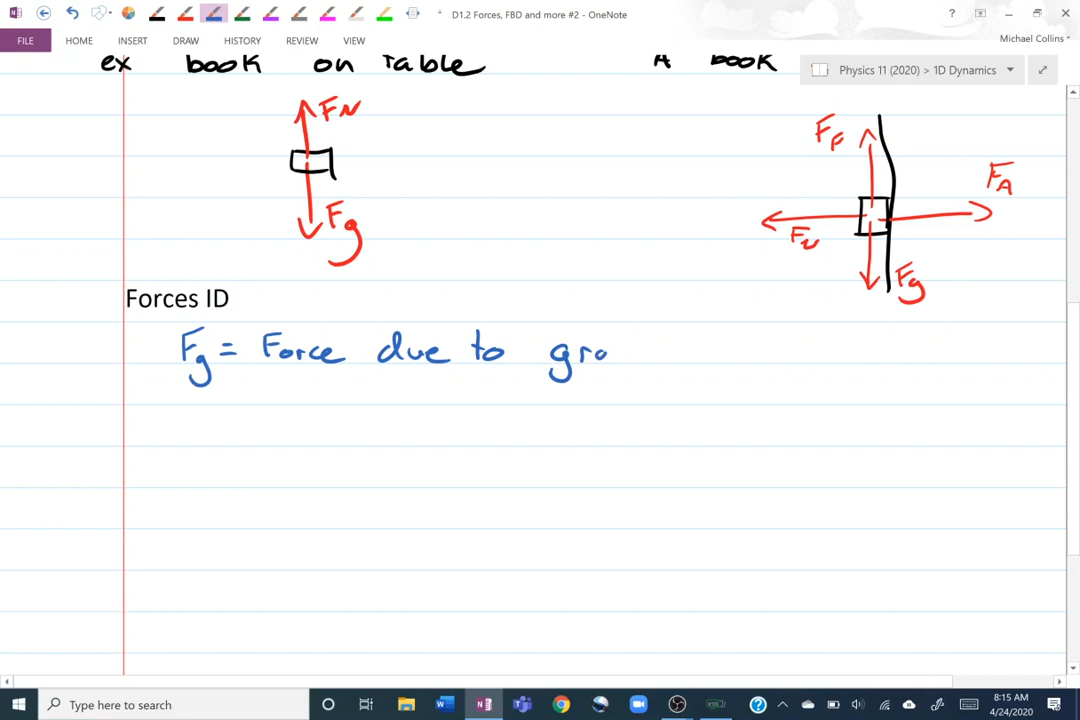 D1.2 Forces, FBD and more #2 - OneNote
?
Michael Collins
FILE HOME INSERT DRAW HISTORY REVIEW VIEW
Physics 11 (2020) > 1D Dynamics
ex book on Table
A book
FN
Fg
FF
FA
FN
Fg
Forces ID
Fg = Force due to gra
Type here to search
8:15 AM
4/24/2020